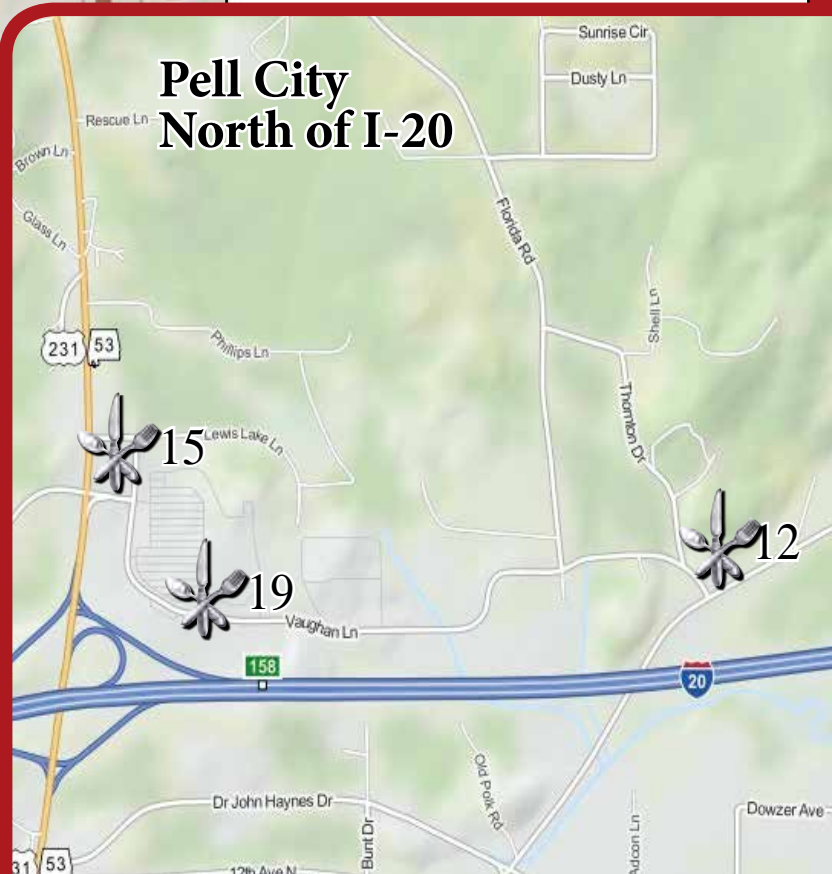 Pell City
North of I-20
Sunrise Cir
Dusty Ln
Rescue Ln
Brown Ln
Glass Ln
Florida Rd
Shell Ln
231
53
Phillips Ln
Thornton Dr
15
Lewis Lake Ln
12
19
Vaughan Ln
158
20
Old Polk Rd
Dr John Haynes Dr
Bunt Dr
Adcon Ln
Dowzer Ave
31
53
12th Ave N